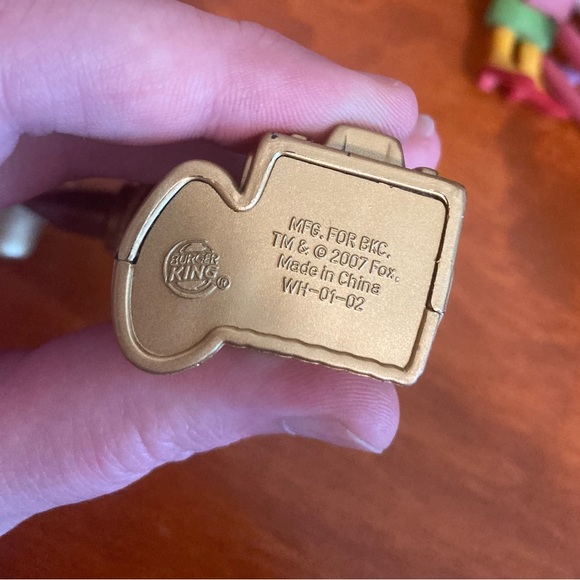 BURGER
KING®
MFG. FOR BKC.
TM & © 2007 Fox.
Made in China
WH-01-02